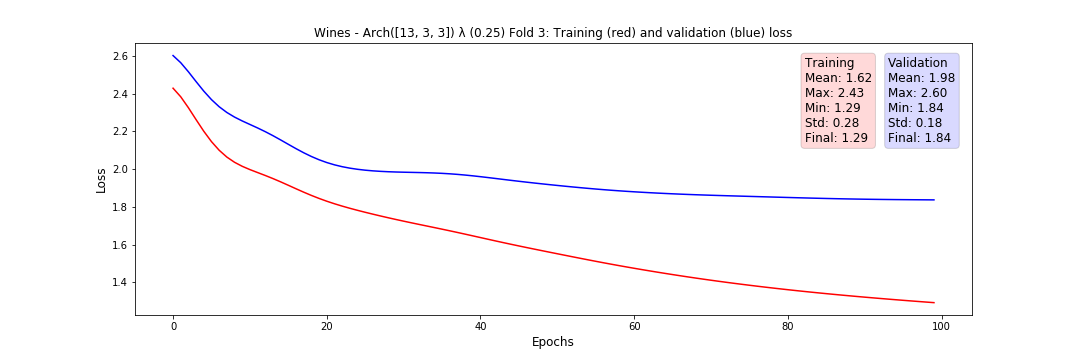 Wines - Arch([13, 3, 3]) λ (0.25) Fold 3: Training (red) and validation (blue) loss
Training
Mean: 1.62
Max: 2.43
Min: 1.29
Std: 0.28
Final: 1.29
Validation
Mean: 1.98
Max: 2.60
Min: 1.84
Std: 0.18
Final: 1.84
Loss
2.6
2.4
2.2
2.0
1.8
1.6
1.4
0
20
40
60
80
100
Epochs